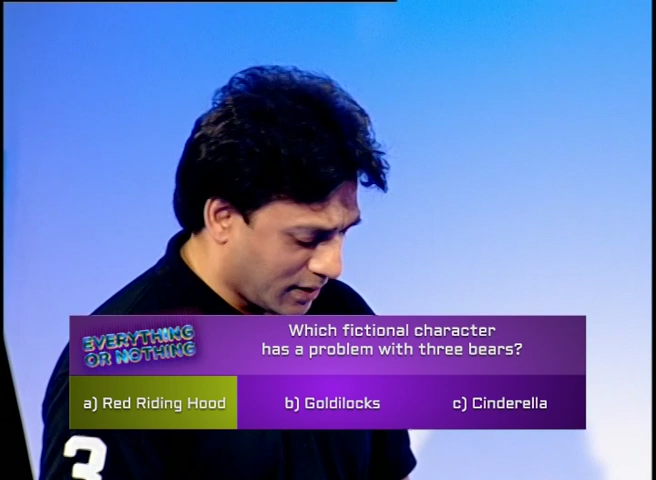 EVERYTHING
OR NOTHING
Which fictional character
has a problem with three bears?
a) Red Riding Hood
b) Goldilocks
c) Cinderella
3